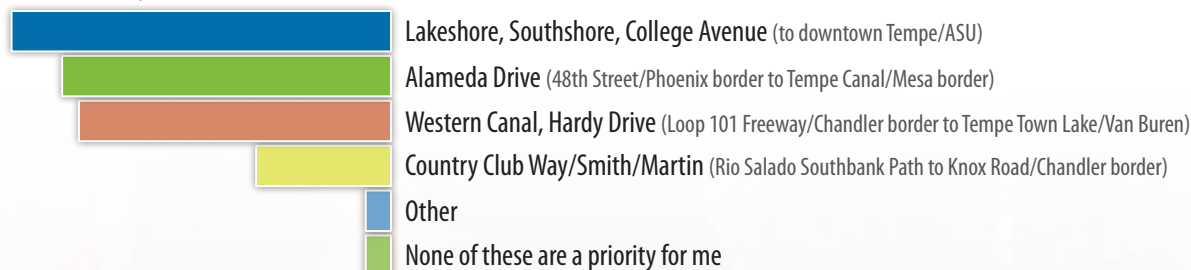 Lakeshore, Southshore, College Avenue (to downtown Tempe/ASU)
Alameda Drive (48th Street/Phoenix border to Tempe Canal/Mesa border)
Western Canal, Hardy Drive (Loop 101 Freeway/Chandler border to Tempe Town Lake/Van Buren)
Country Club Way/Smith/Martin (Rio Salado Southbank Path to Knox Road/Chandler border)
Other
None of these are a priority for me